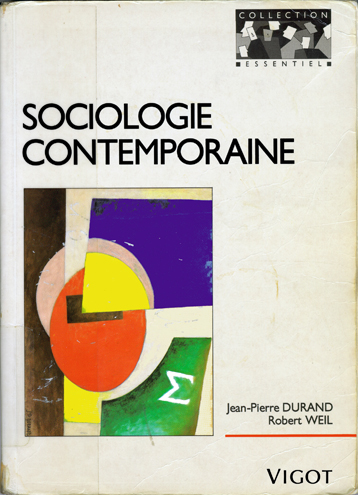 COLLECTION
ESSENTIEL
SOCIOLOGIE
CONTEMPORAINE
Σ
Jean-Pierre DURAND
Robert WEIL
VIGOT